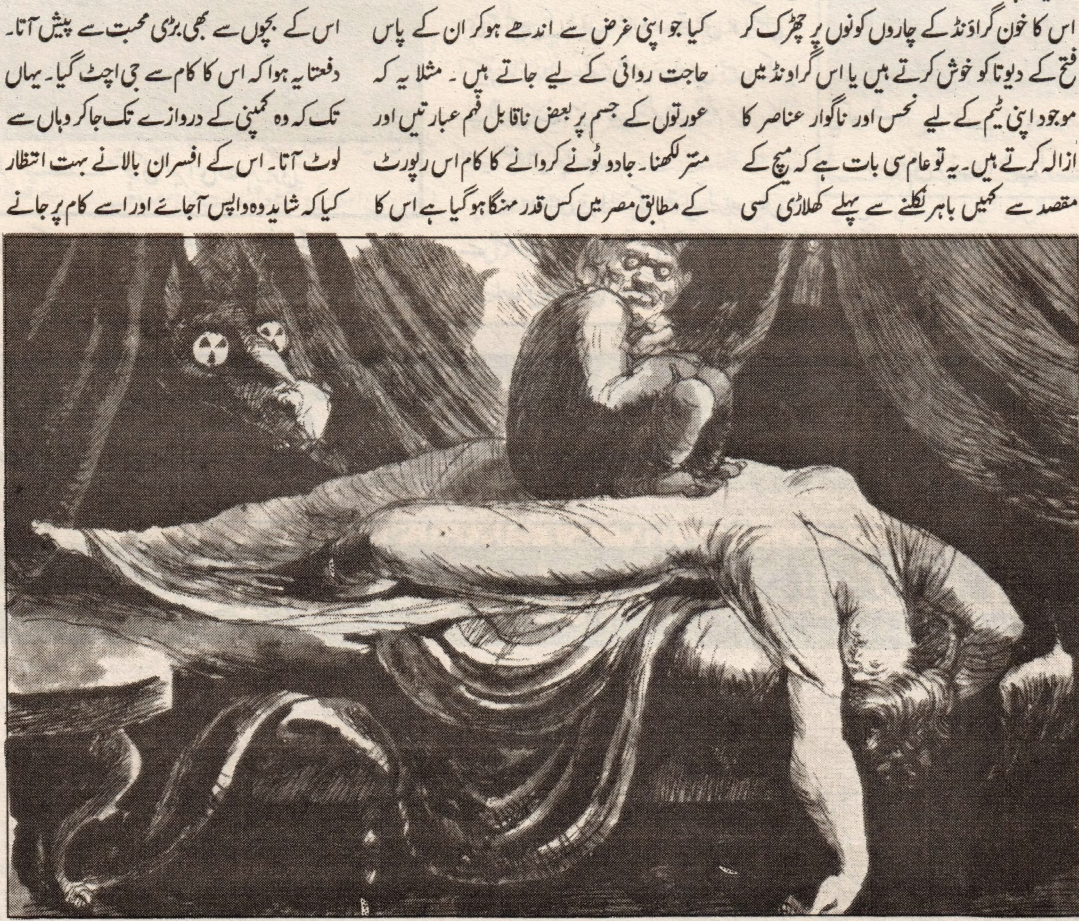 اس کا خون گراؤنڈ کے چاروں کونوں پر چھڑک کر
فتح کے دیوتا کو خوش کرتے ہیں یا اس گراونڈ میں
موجود اپنی ٹیم کے لیے نحس اور ناگوار عناصر کا
ازالہ کرتے ہیں۔ یہ تو عام سی بات ہے کہ میچ کے
مقصد سے کہیں باہر نکلنے سے پہلے کھلاڑی کسی
کیا جو اپنی غرض سے اندھے ہو کر ان کے پاس
حاجت روائی کے لیے جاتے ہیں ۔ مثلا یہ کہ
عورتوں کے جسم پر بعض ناقابل فہم عبارتیں اور
منتر لکھنا۔ جادو ٹونے کروانے کا کام اس رپورٹ
کے مطابق مصر میں کس قدر مہنگا ہو گیا ہے اس کا
اس کے بچوں سے بھی بڑی محبت سے پیش آتا۔
دفعتا یہ ہوا کہ اس کا کام سے جی اچٹ گیا۔ یہاں
تک کہ وہ کمپنی کے دروازے تک جا کر وہاں سے
لوٹ آتا۔ اس کے افسران بالا نے بہت انتظار
کیا کہ شاید وہ واپس آجائے اور اسے کام پر جانے